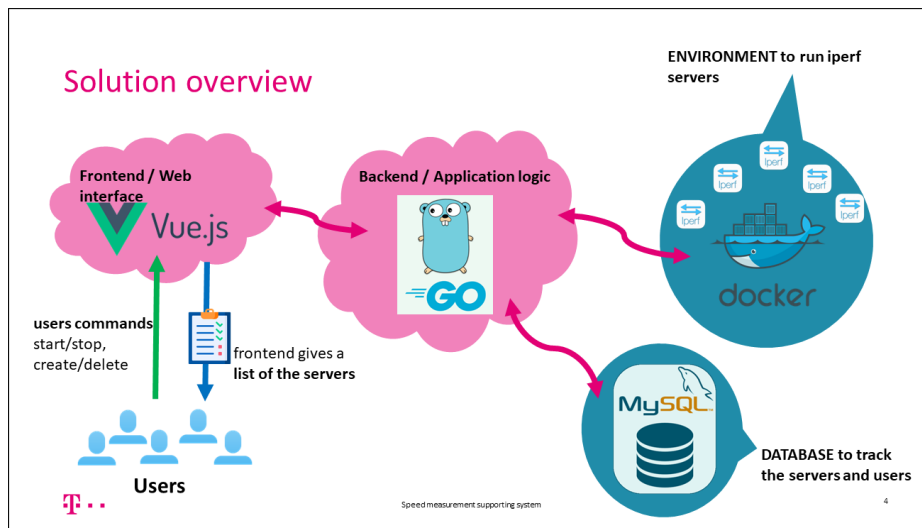 Solution overview
ENVIRONMENT to run iperf
servers
Frontend / Web
interface
Vue.js
Backend / Application logic
GO
Iperf
Iperf
Iperf
Iperf
Iperf
docker
users commands
start/stop,
create/delete
frontend gives a
list of the servers
Users
MySQL
DATABASE to track
the servers and users
T
Speed measurement supporting system
4